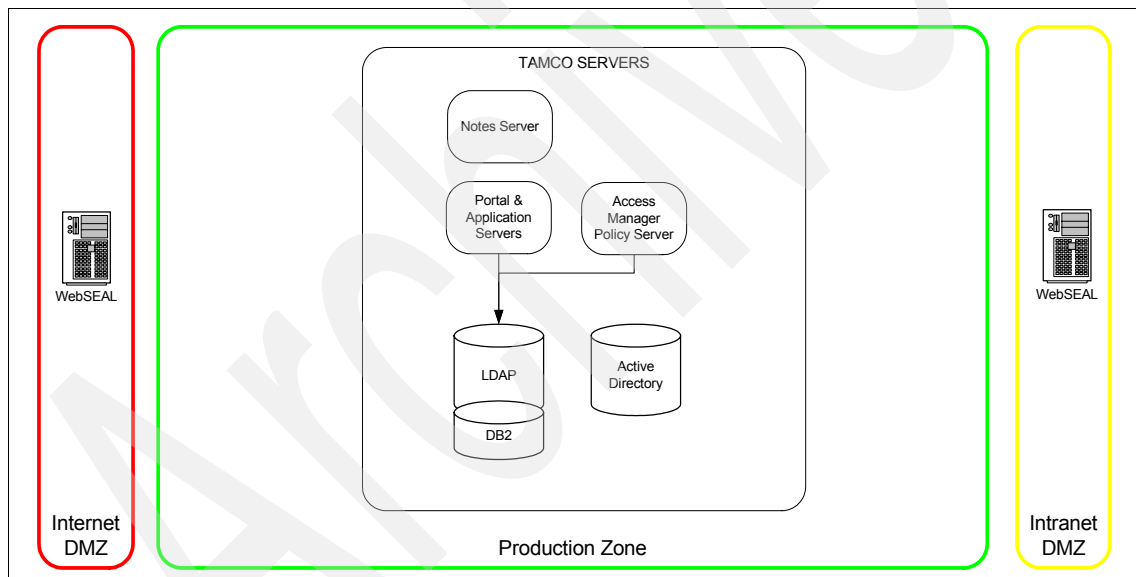 TAMCO SERVERS
Notes Server
Portal &
Application
Servers
Access
Manager
Policy Server
WebSEAL
WebSEAL
LDAP
Active
Directory
DB2
Internet
DMZ
Production Zone
Intranet
DMZ
Archive